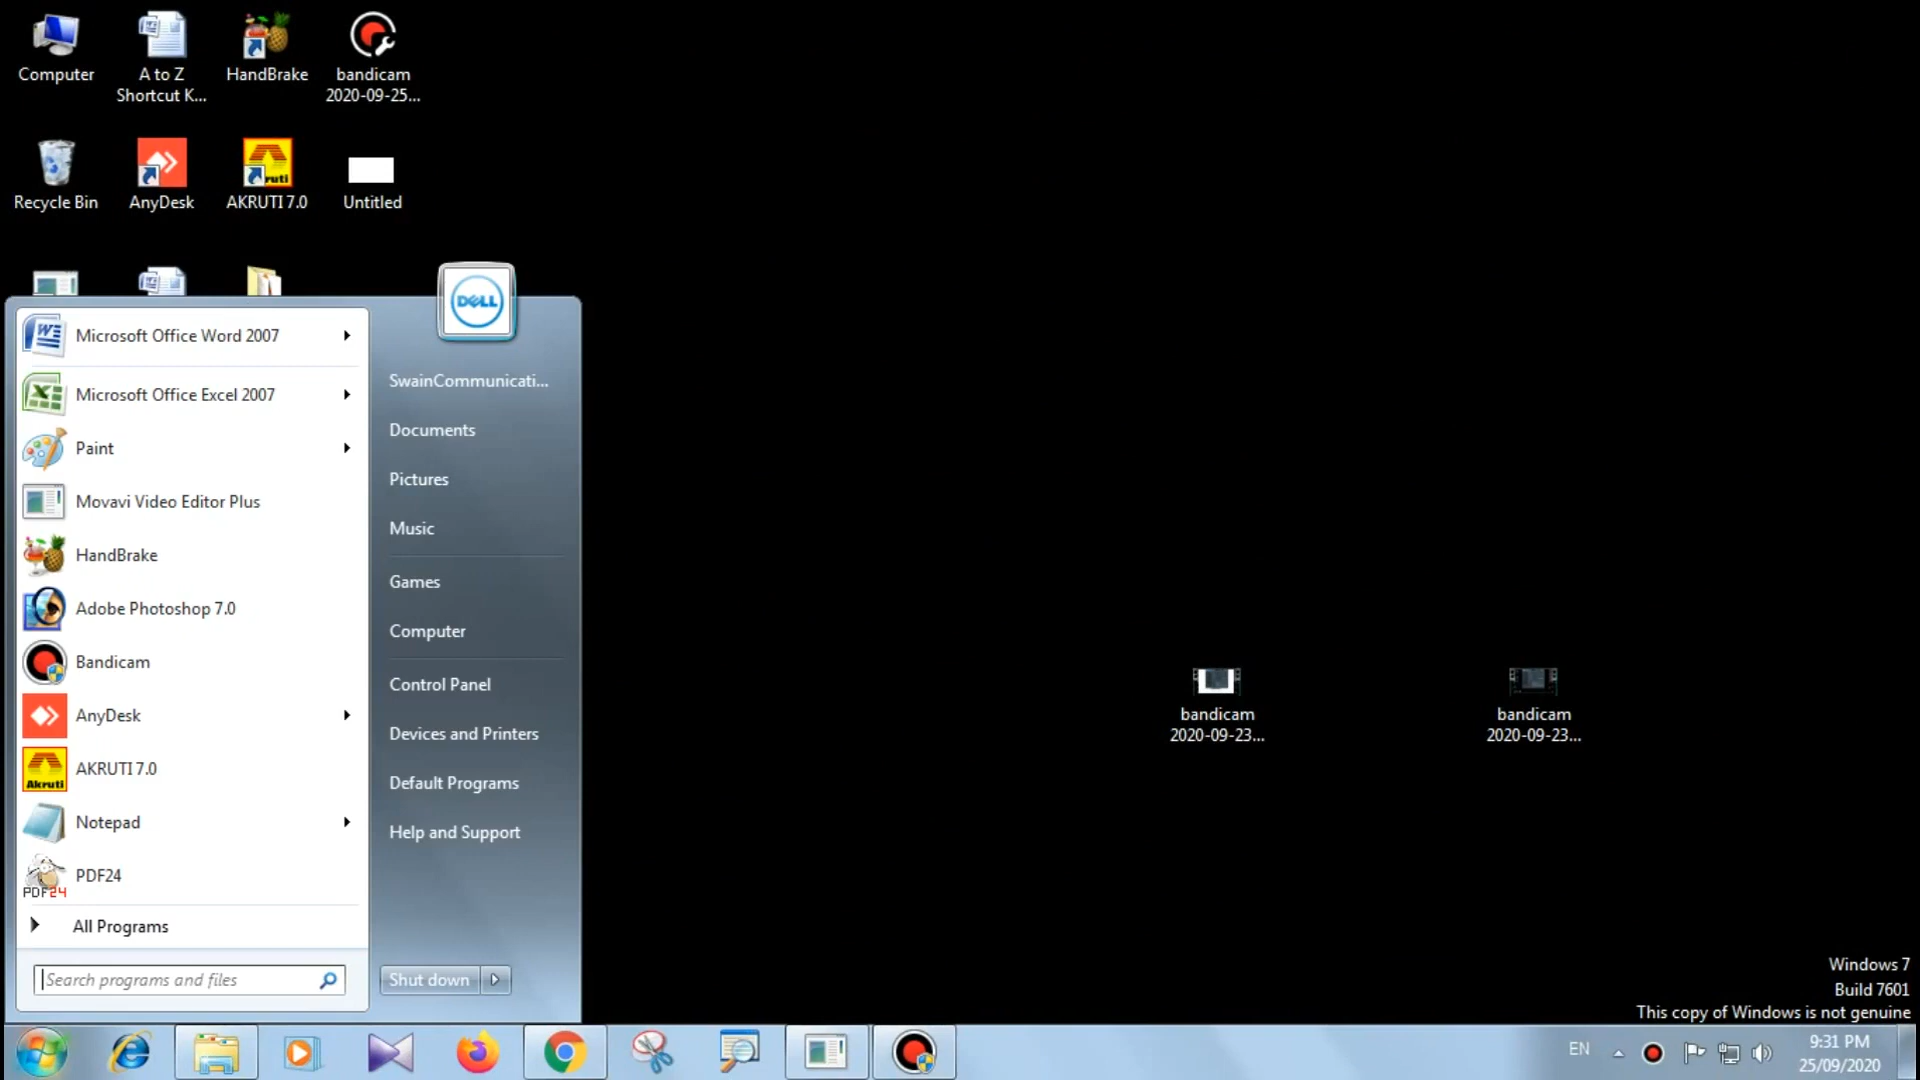 Computer
A to Z
Shortcut K...
HandBrake
bandicam
2020-09-25...
Recycle Bin
AnyDesk
AKRUTI 7.0
Untitled
DELL
Microsoft Office Word 2007
Microsoft Office Excel 2007
Paint
Movavi Video Editor Plus
HandBrake
Adobe Photoshop 7.0
Bandicam
AnyDesk
Akruti
AKRUTI 7.0
Notepad
PDF24
PDF24
All Programs
Search programs and files
SwainCommunicati...
Documents
Pictures
Music
Games
Computer
Control Panel
Devices and Printers
Default Programs
Help and Support
Shut down
bandicam
2020-09-23...
bandicam
2020-09-23...
Windows 7
Build 7601
This copy of Windows is not genuine
EN
9:31 PM
25/09/2020